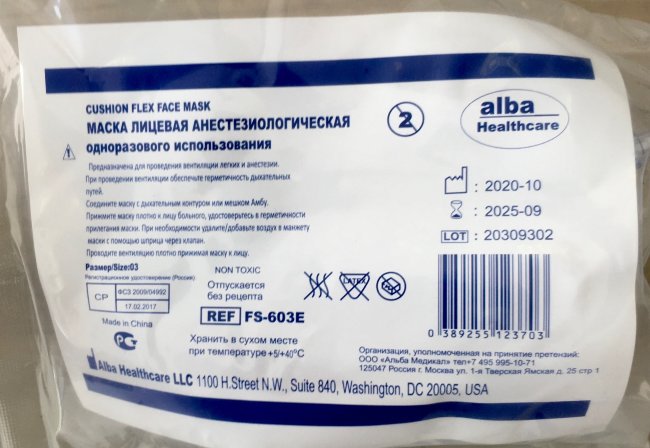 CUSHION FLEX FACE MASK
МАСКА ЛИЦЕВАЯ АНЕСТЕЗИОЛОГИЧЕСКАЯ
одноразового использования
2
alba
Healthcare
Предназначена для проведения вентиляции легких и анестезии.
При проведении вентиляции обеспечьте герметичность дыхательных
путей.
Соедините маску с дыхательным контуром или мешком Амбу.
Прижмите маску плотно к лицу больного, удостоверьтесь в герметичности
прилегания маски. При необходимости удалите/добавьте воздух в манжету
маски с помощью шприца через клапан.
Проводите вентиляцию плотно прижимая маску к лицу.
: 2020-10
: 2025-09
LOT : 20309302
Размер/Size:03
Регистрационное удостоверение (Россия)
СР ФСЗ 2009/04992
17.02.2017
Made in China
РСТ
NON TOXIC
Отпускается
без рецепта
LATEX
REF FS-603E
Хранить в сухом месте
при температуре +5/+40°C
0 389255 123703
Организация, уполномоченная на принятие претензий:
ООО «Альба Медикал» тел+7 495 995-10-71
125047 Россия г. Москва ул. 1-я Тверская Ямская д. 25 стр 1
Alba Healthcare LLC 1100 H.Street N.W., Suite 840, Washington, DC 20005, USA